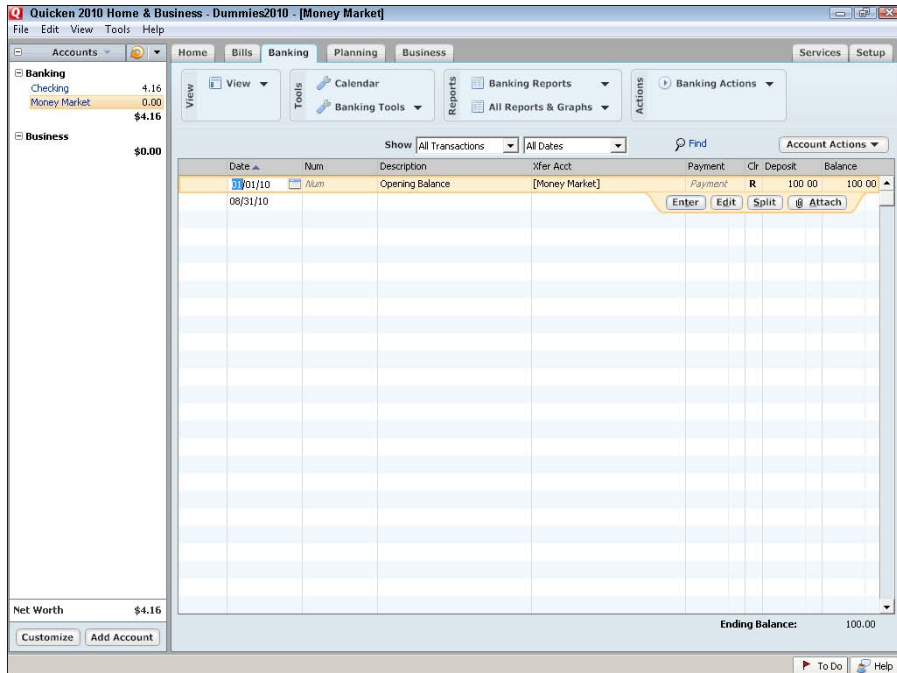 Quicken 2010 Home & Business - Dummies2010 - [Money Market]
File Edit View Tools Help
Accounts
Home Bills Banking Planning Business Services Setup
Banking
Checking 4.16
Money Market 0.00
$4.16
Business
$0.00
View
View
Tools
Calendar
Banking Tools
Reports
Banking Reports
All Reports & Graphs
Actions
Banking Actions
Show All Transactions All Dates Find Account Actions
Date Num Description Xfer Acct Payment Clr Deposit Balance
01/01/10 Num Opening Balance [Money Market] Payment R 100 00 100 00
08/31/10 Enter Edit Split Attach
Net Worth $4.16
Ending Balance: 100.00
Customize Add Account
To Do Help